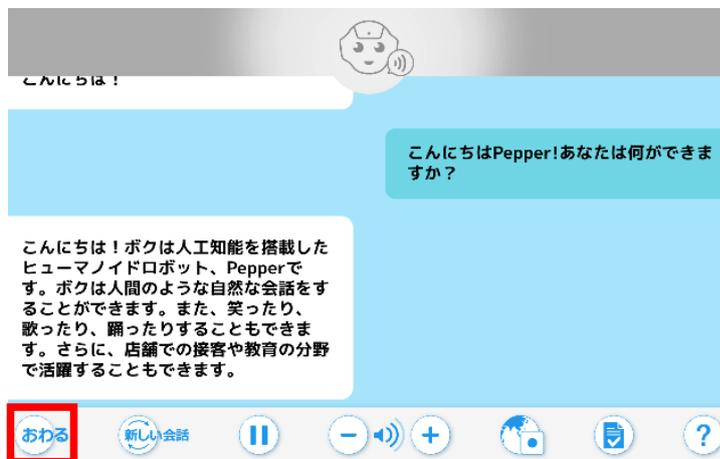 こんにちは！
こんにちはPepper!あなたは何ができま
すか？
こんにちは！ボクは人工知能を搭載した
ヒューマノイドロボット、Pepperで
す。ボクは人間のような自然な会話をす
ることができます。また、笑ったり、
歌ったり、踊ったりすることもできま
す。さらに、店舗での接客や教育の分野
で活躍することもできます。
おわる
新しい会話
?